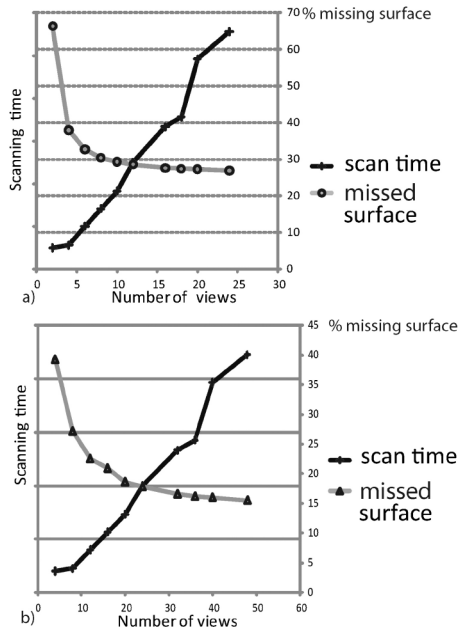 70 % missing surface
60
50
40
30
20
10
0
Scanning time
scan time
missed
surface
0 5 10 15 20 25 30
a) Number of views
45 % missing surface
40
35
30
25
20
15
10
5
0
Scanning time
scan time
missed
surface
0 10 20 30 40 50 60
b) Number of views